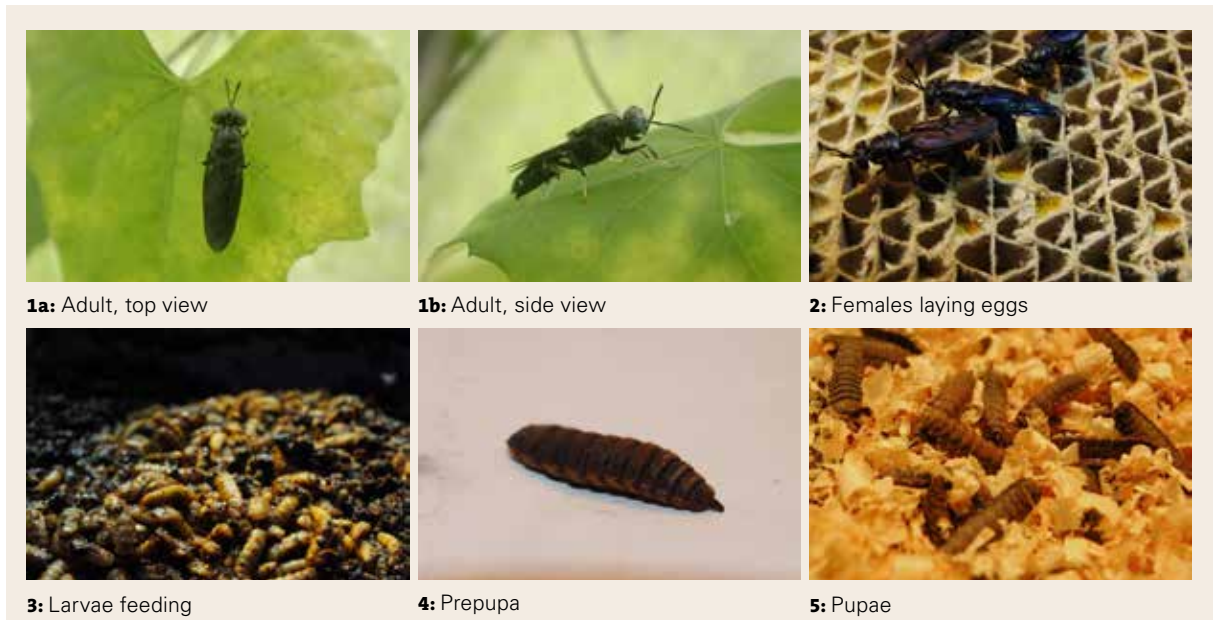 1a: Adult, top view
1b: Adult, side view
2: Females laying eggs
3: Larvae feeding
4: Prepupa
5: Pupae